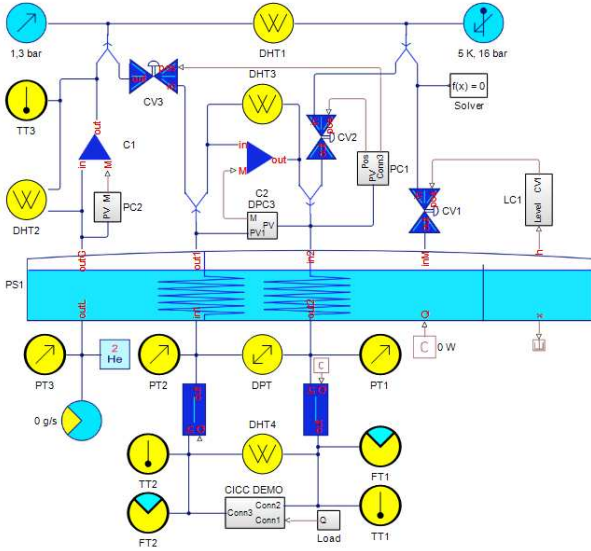 1,3 bar
DHT1
5 K, 16 bar
DHT3
f(x) = 0
Solver
out
CV3
TT3
out
C1
in
M
in
out
M
pos
CV2
Pos
PV
Conn3
PC1
pos
CV1
Level CV1
LC1
DHT2
PV M
PC2
C2
DPC3
M
PV
PV1
outG
out1
in2
inM
h
PS1
outL
in1
out2
Q
x
PT3
2
He
PT2
DPT
C
PT1
C
0 W
0 g/s
DHT4
TT2
FT1
CICC DEMO
Conn2
Conn3
Conn1
Q
Load
FT2
TT1